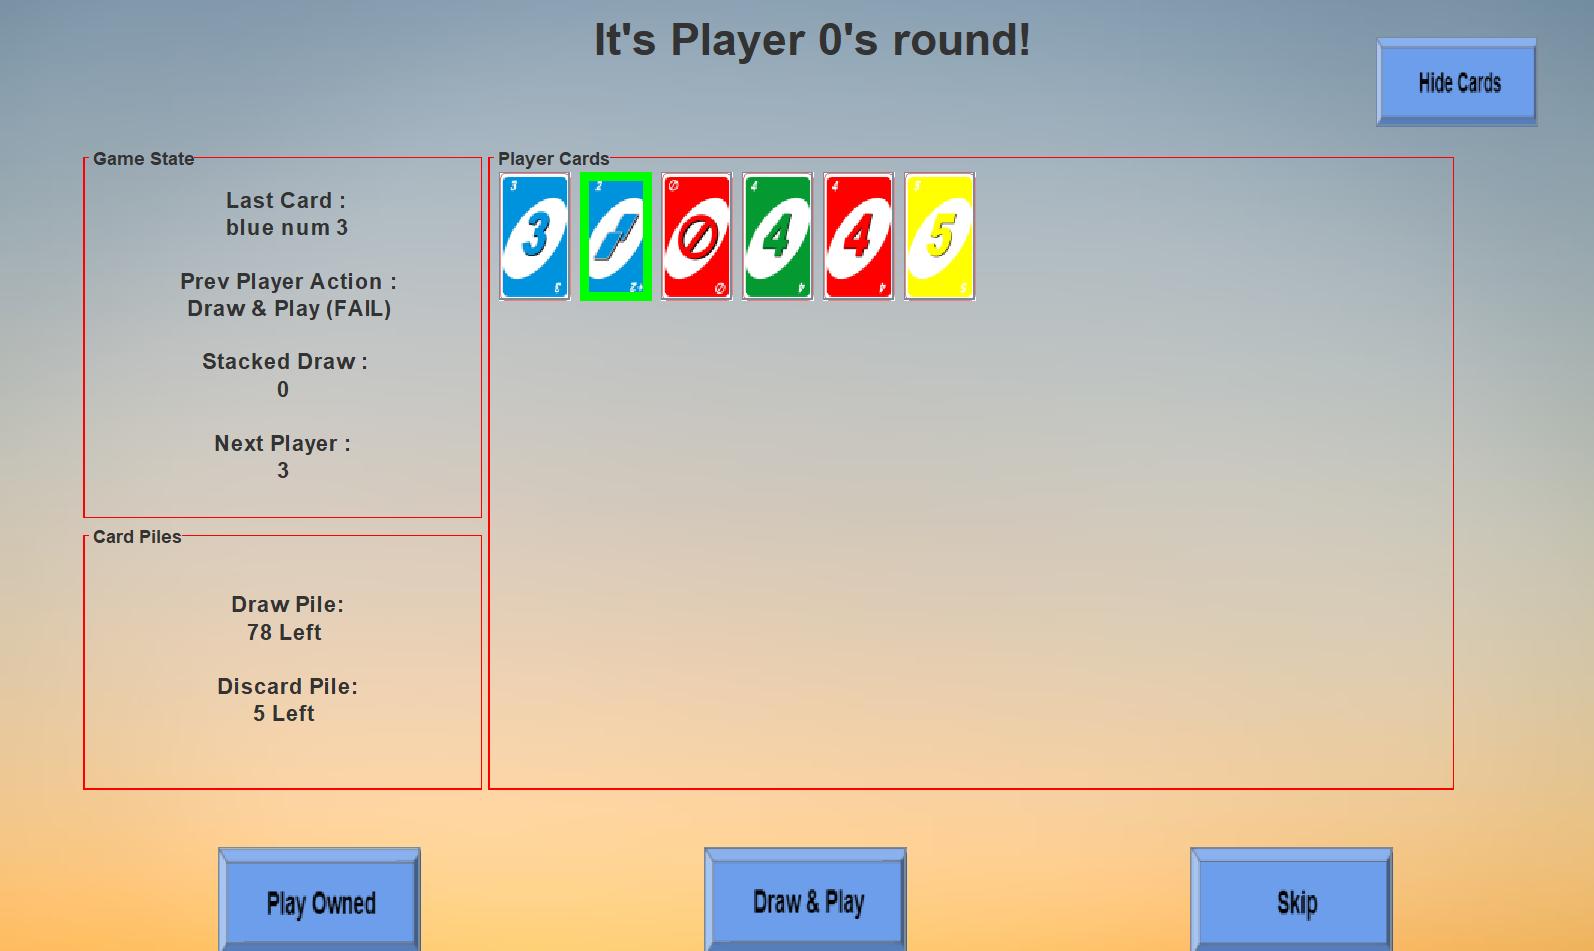 It's Player 0's round!
Hide Cards
Game State
Last Card :
blue num 3
Prev Player Action :
Draw & Play (FAIL)
Stacked Draw :
0
Next Player :
3
Card Piles
Draw Pile:
78 Left
Discard Pile:
5 Left
Player Cards
3 2 4 4 5
3 4 4 5
3 +2 4 4 5
Play Owned
Draw & Play
Skip